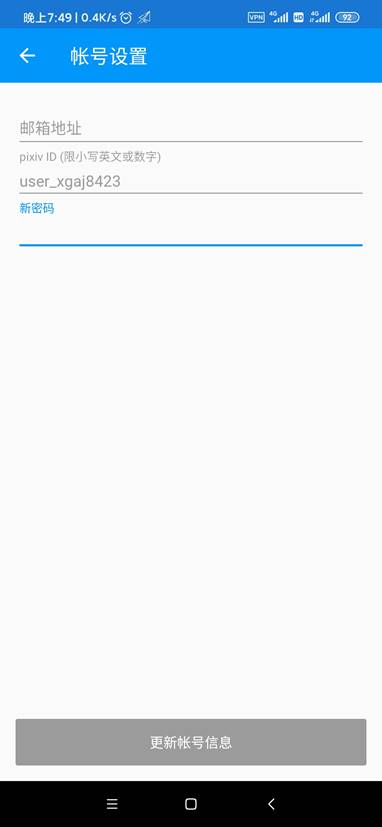 晚上7:49 | 0.4K/s VPN 4G HD 4G 92
帐号设置
邮箱地址
pixiv ID (限小写英文或数字)
user_xgaj8423
新密码
更新帐号信息